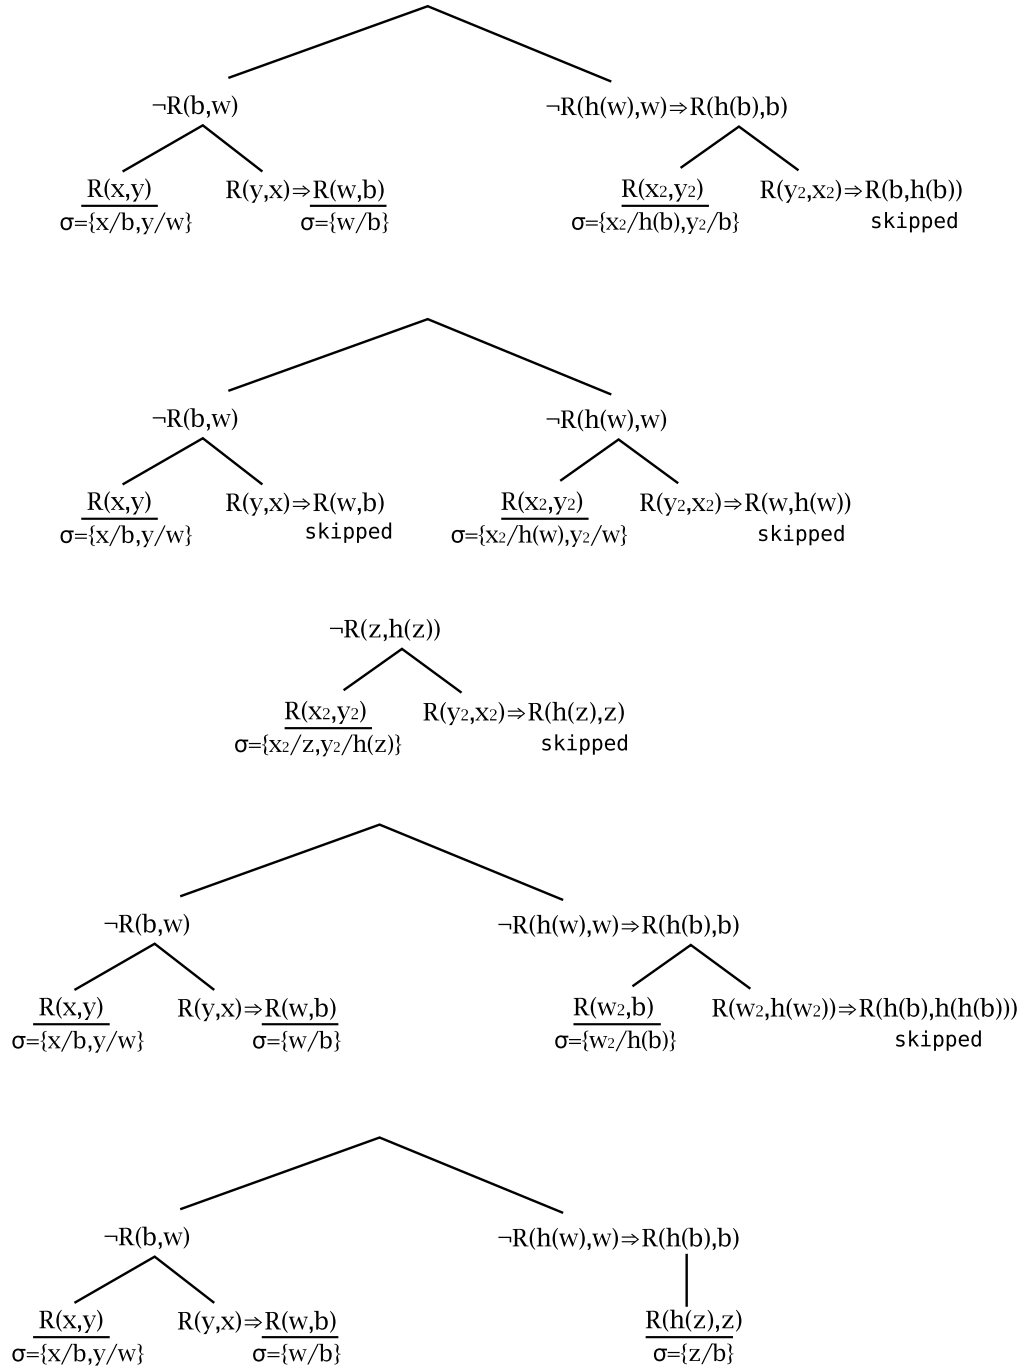 ¬R(b,w) ¬R(h(w),w)⇒R(h(b),b)
R(x,y) R(y,x)⇒R(w,b) R(x₂,y₂) R(y₂,x₂)⇒R(b,h(b))
σ={x/b,y/w} σ={w/b} σ={x₂/h(b),y₂/b} skipped
¬R(b,w) ¬R(h(w),w)
R(x,y) R(y,x)⇒R(w,b) R(x₂,y₂) R(y₂,x₂)⇒R(w,h(w))
σ={x/b,y/w} skipped σ={x₂/h(w),y₂/w} skipped
¬R(z,h(z))
R(x₂,y₂) R(y₂,x₂)⇒R(h(z),z)
σ={x₂/z,y₂/h(z)} skipped
¬R(b,w) ¬R(h(w),w)⇒R(h(b),b)
R(x,y) R(y,x)⇒R(w,b) R(w₂,b) R(w₂,h(w₂))⇒R(h(b),h(h(b)))
σ={x/b,y/w} σ={w/b} σ={w₂/h(b)} skipped
¬R(b,w) ¬R(h(w),w)⇒R(h(b),b)
R(x,y) R(y,x)⇒R(w,b) R(h(z),z)
σ={x/b,y/w} σ={w/b} σ={z/b}